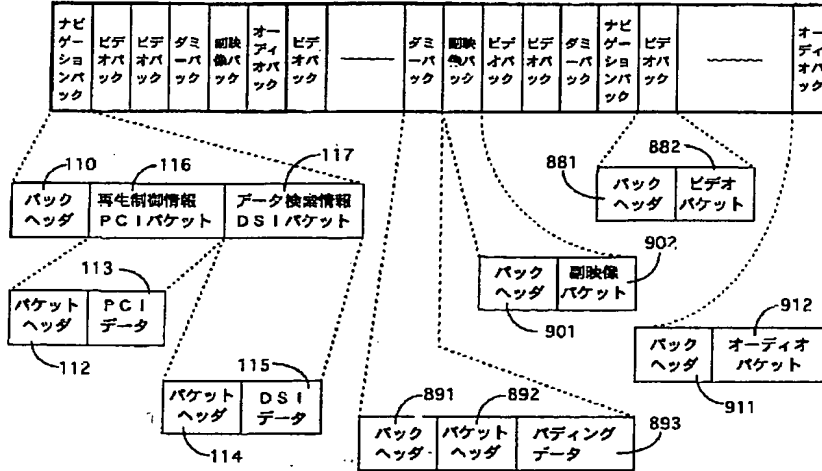 ナビゲーションパック
ビデオパック
ビデオパック
ダミーパック
副映像パック
オーディオパック
ビデオパック
ダミーパック
副映像パック
ビデオパック
ビデオパック
ダミーパック
ナビゲーションパック
ビデオパック
オーディオパック
110
116
117
パック
ヘッダ
再生制御情報
PCIパケット
データ検索情報
DSIパケット
881
882
パック
ヘッダ
ビデオ
パケット
113
パケット
ヘッダ
PCI
データ
112
902
パック
ヘッダ
副映像
パケット
901
912
パック
ヘッダ
オーディオ
パケット
911
115
パケット
ヘッダ
DSI
データ
114
891
892
パック
ヘッダ
パケット
ヘッダ
パディング
データ
893